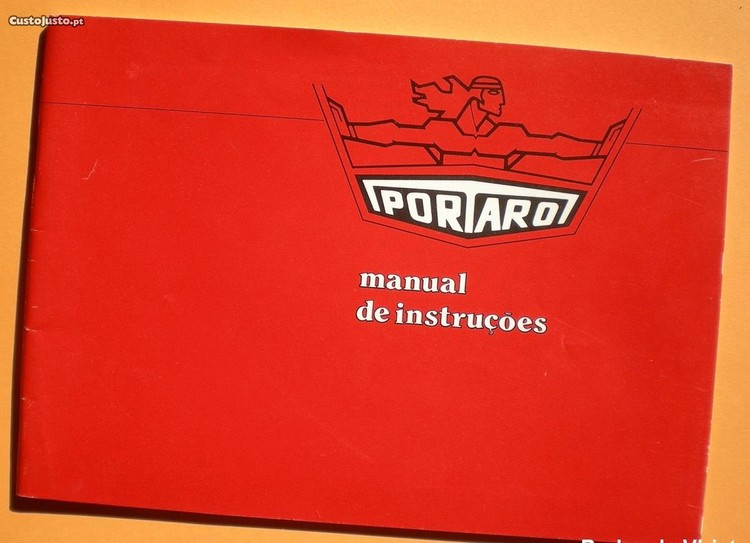 CustoJusto.pt
PORTARO
manual
de instruções